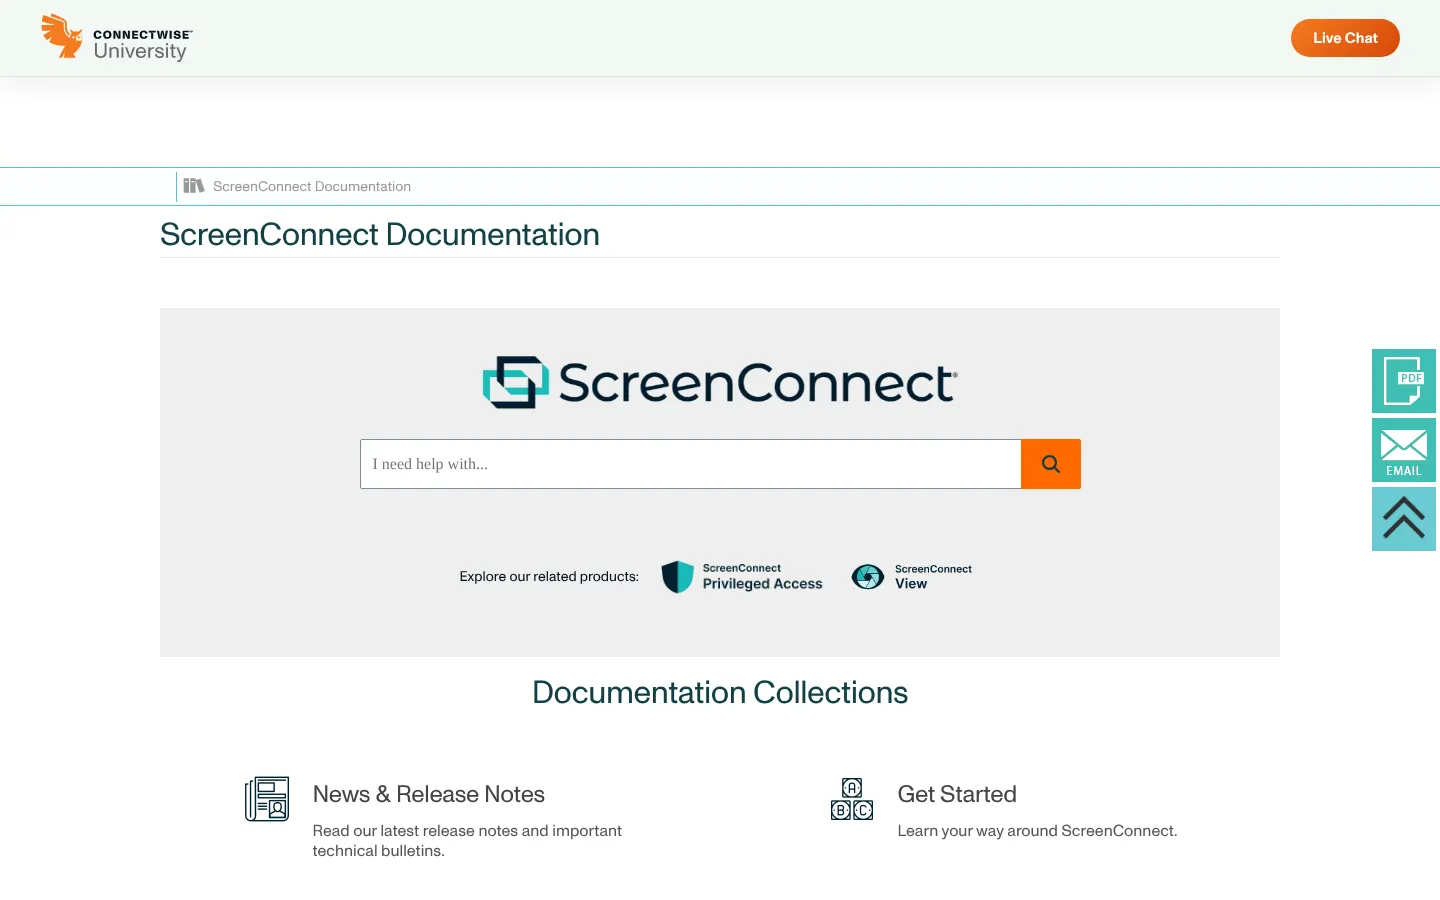 CONNECTWISE™
University
Live Chat
ScreenConnect Documentation
ScreenConnect Documentation
ScreenConnect®
I need help with...
PDF
EMAIL
Explore our related products:
ScreenConnect
Privileged Access
ScreenConnect
View
Documentation Collections
News & Release Notes
Read our latest release notes and important
technical bulletins.
A
B C
Get Started
Learn your way around ScreenConnect.